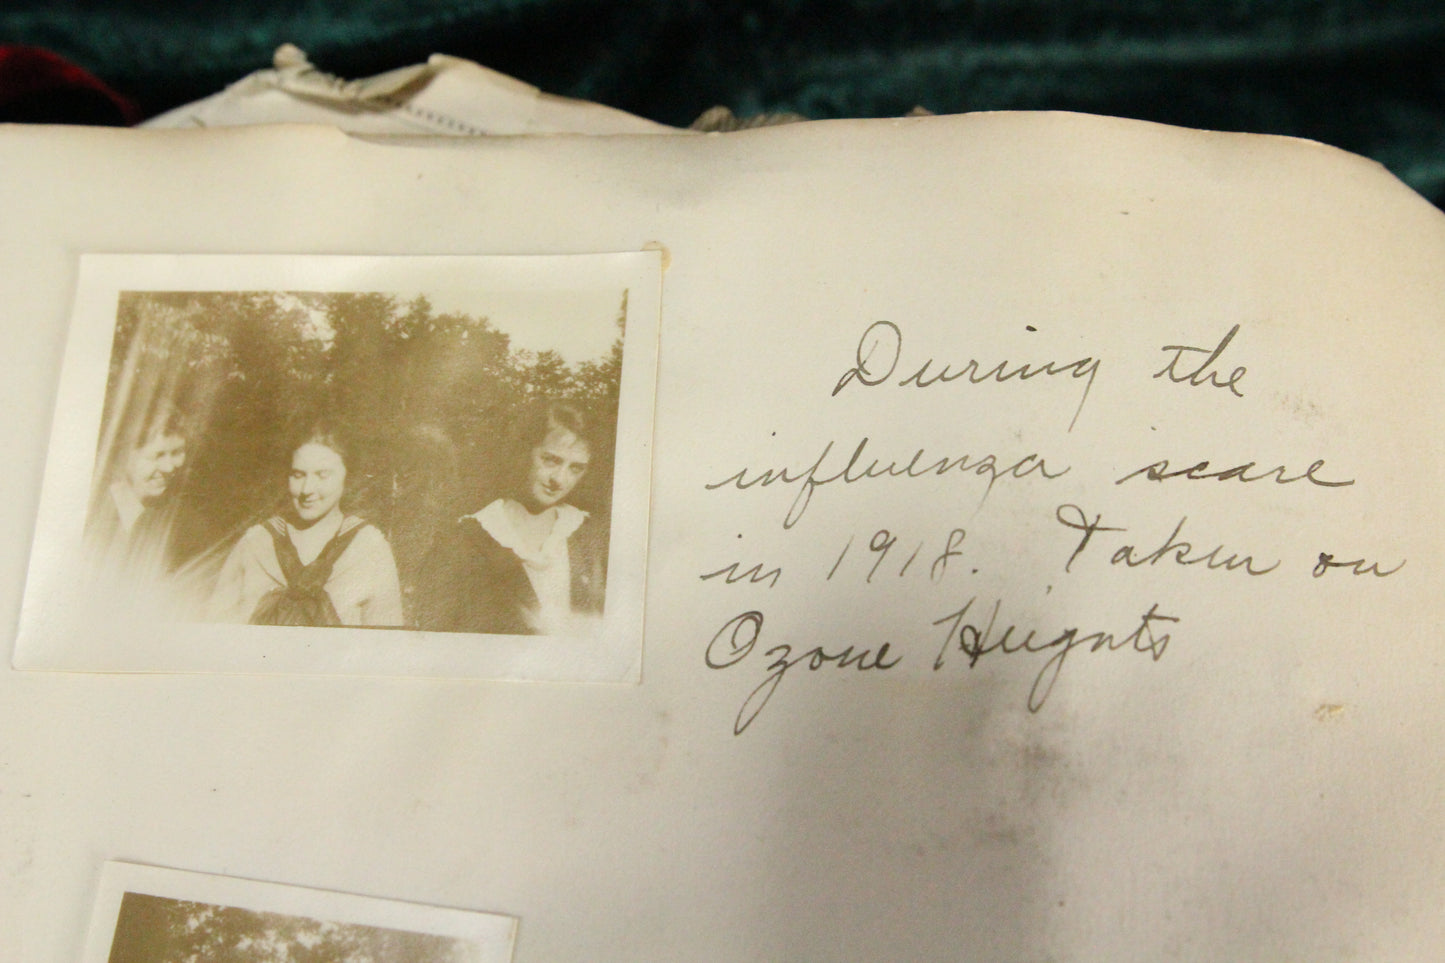 During the
influenza scare
in 1918. Taken on
Ozone Heights